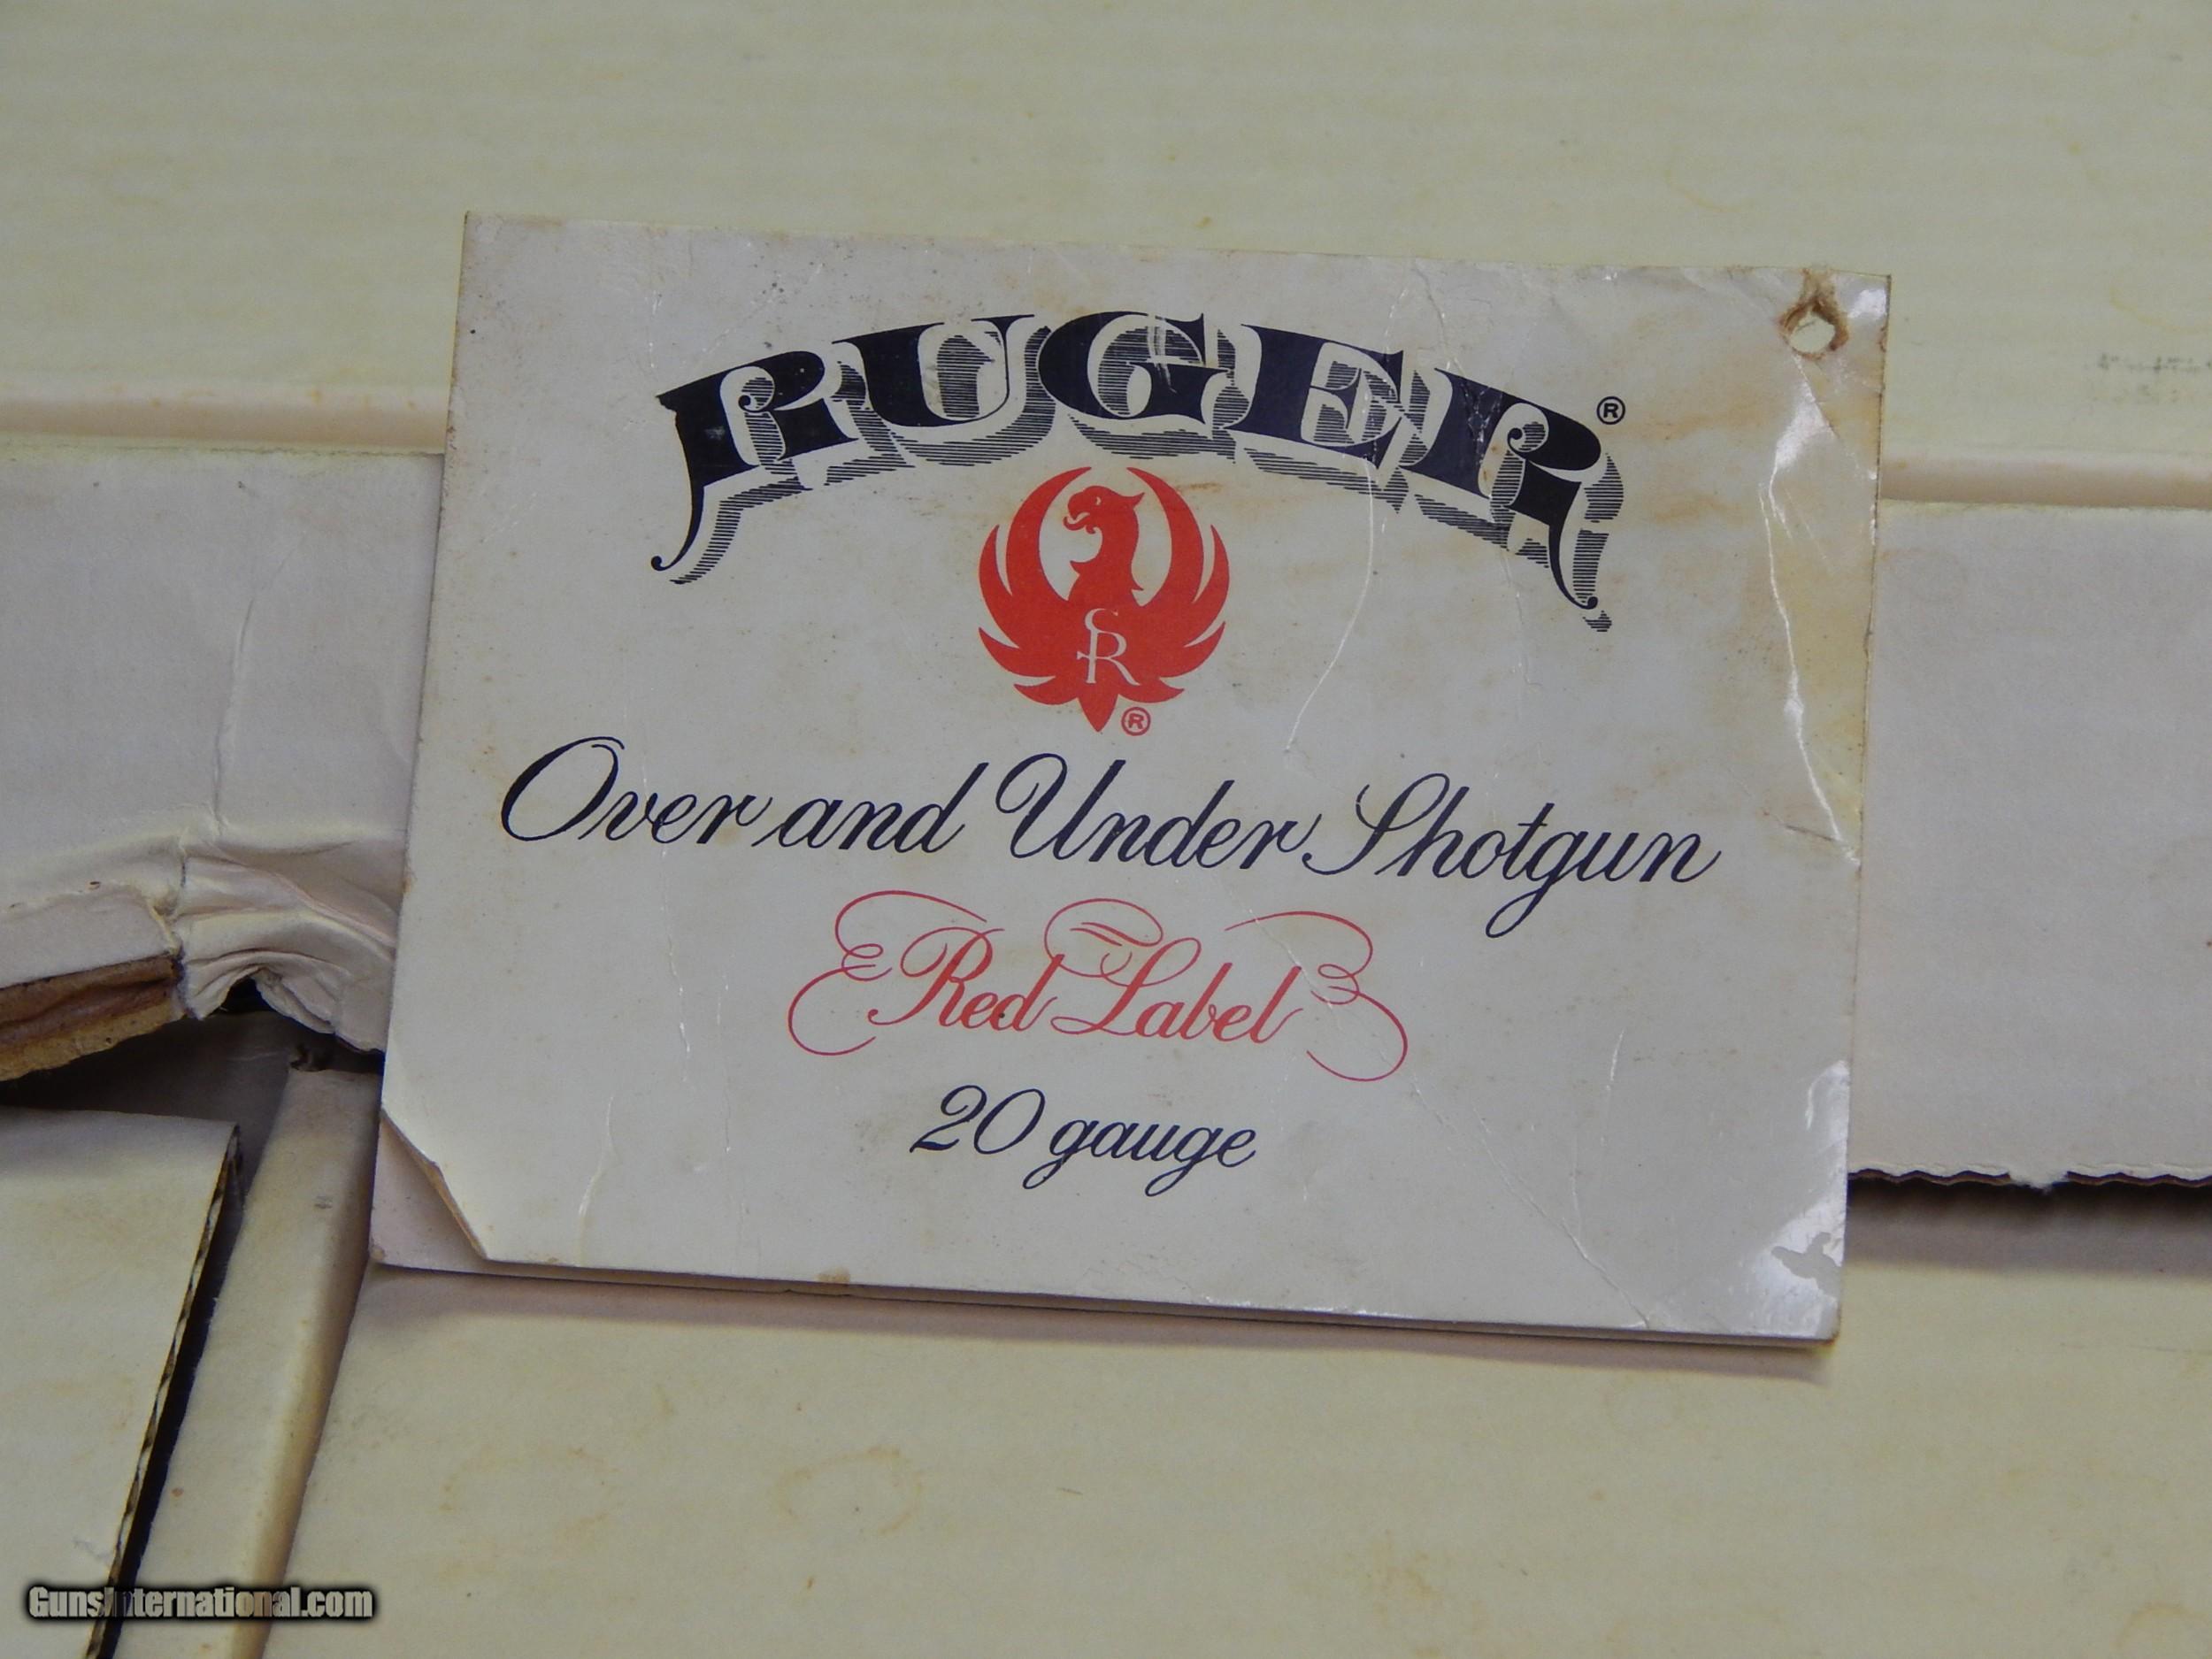 RUGER®
SR
®
Over and Under Shotgun
Red Label
20 gauge
GunsInternational.com